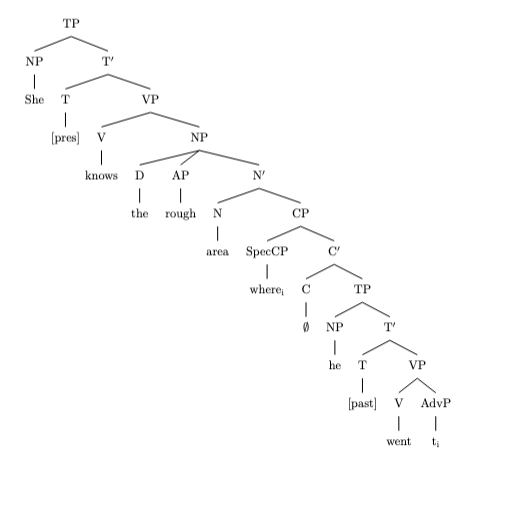 TP
NP T′
She T VP
[pres] V NP
knows D AP N′
the rough N CP
area SpecCP C′
whereᵢ C TP
∅ NP T′
he T VP
[past] V AdvP
went tᵢ